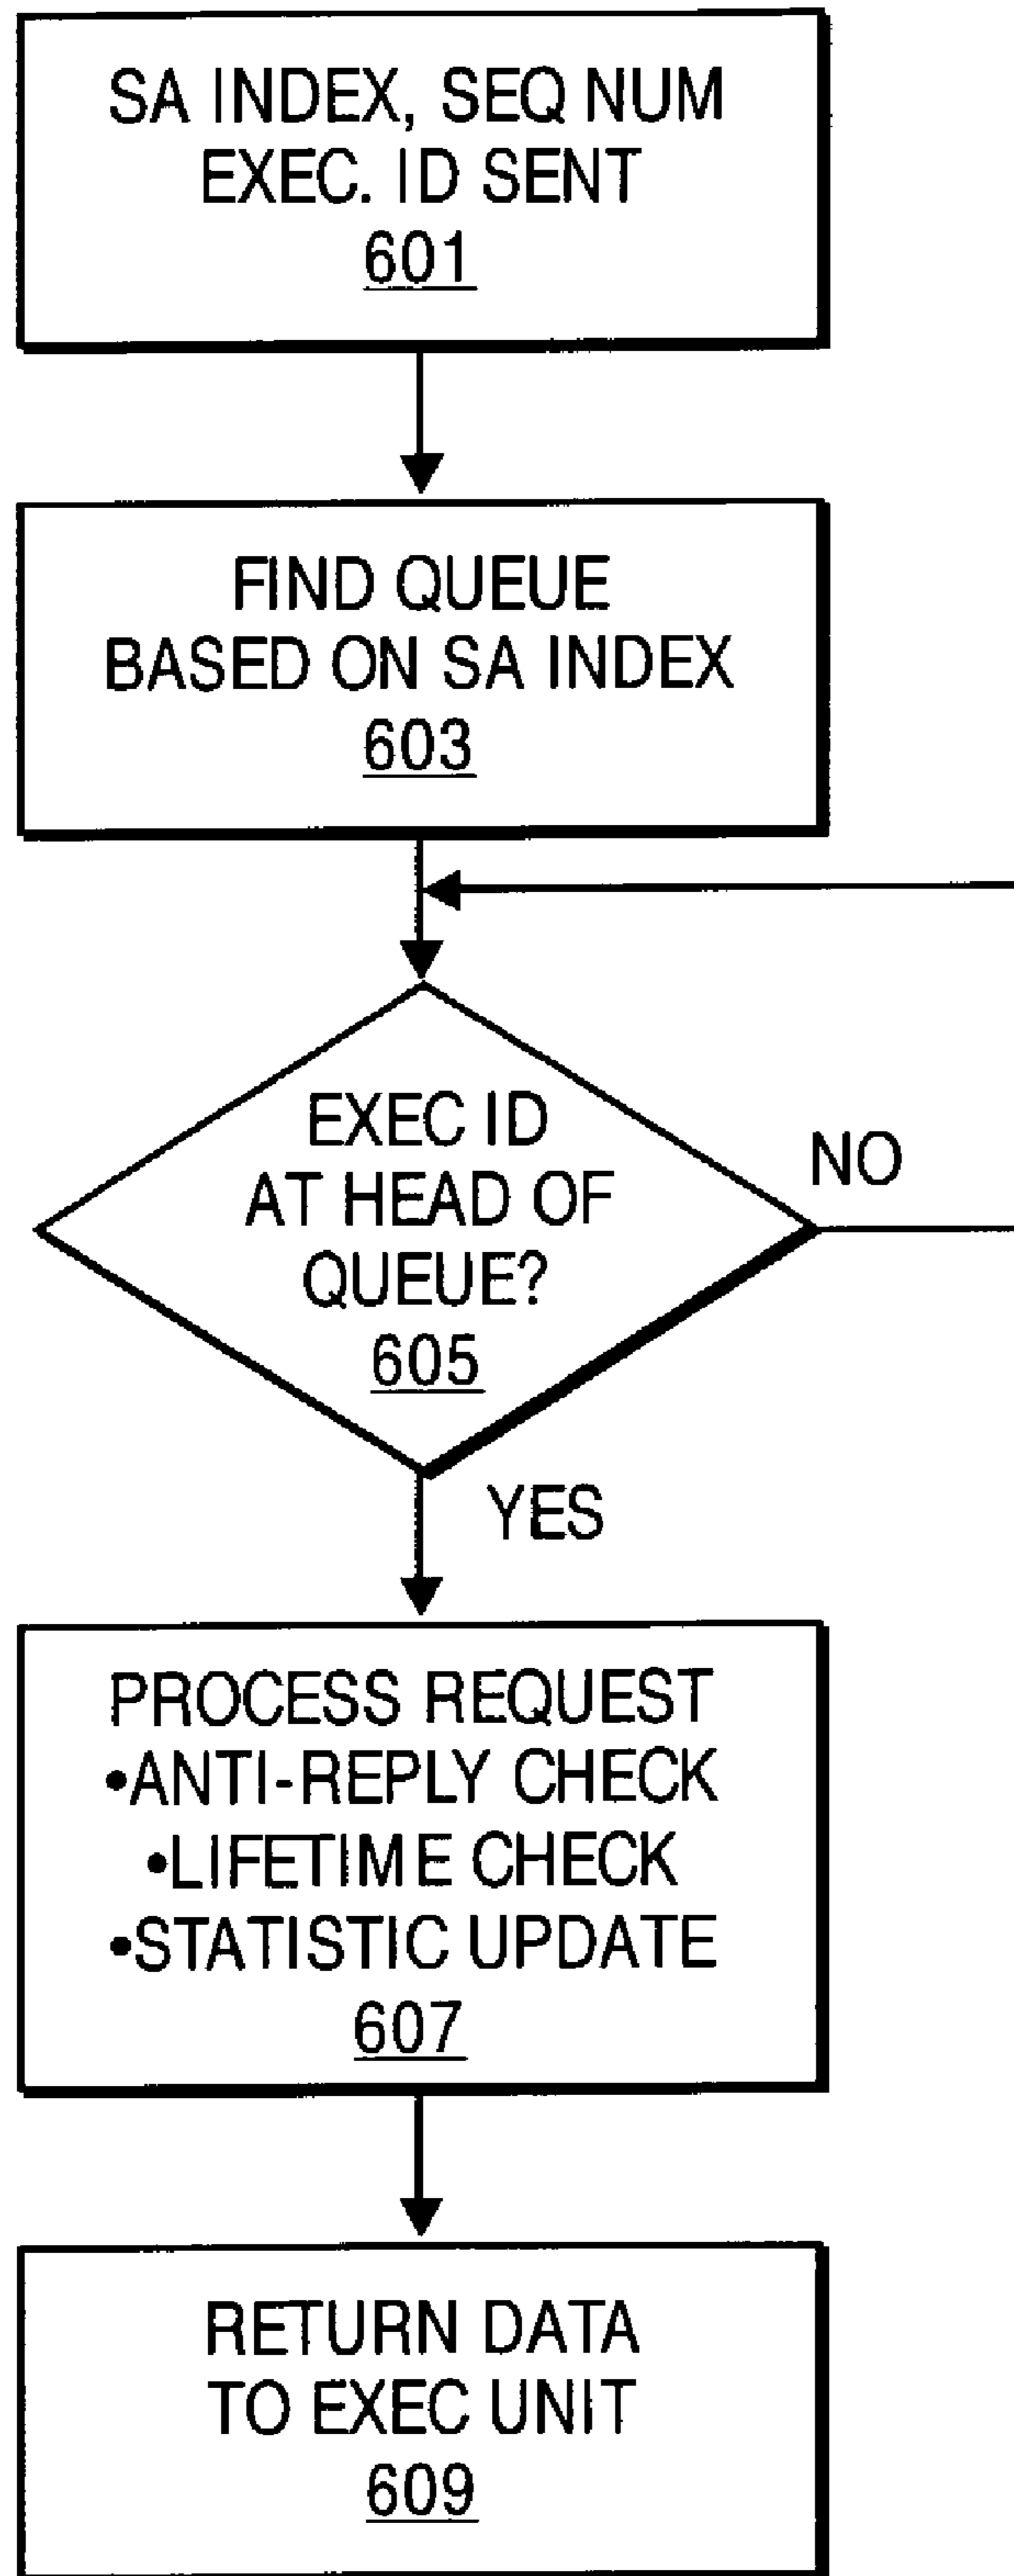 SA INDEX, SEQ NUM
EXEC. ID SENT
601
FIND QUEUE
BASED ON SA INDEX
603
EXEC ID
AT HEAD OF
QUEUE?
605
NO
YES
PROCESS REQUEST
•ANTI-REPLY CHECK
•LIFETIME CHECK
•STATISTIC UPDATE
607
RETURN DATA
TO EXEC UNIT
609